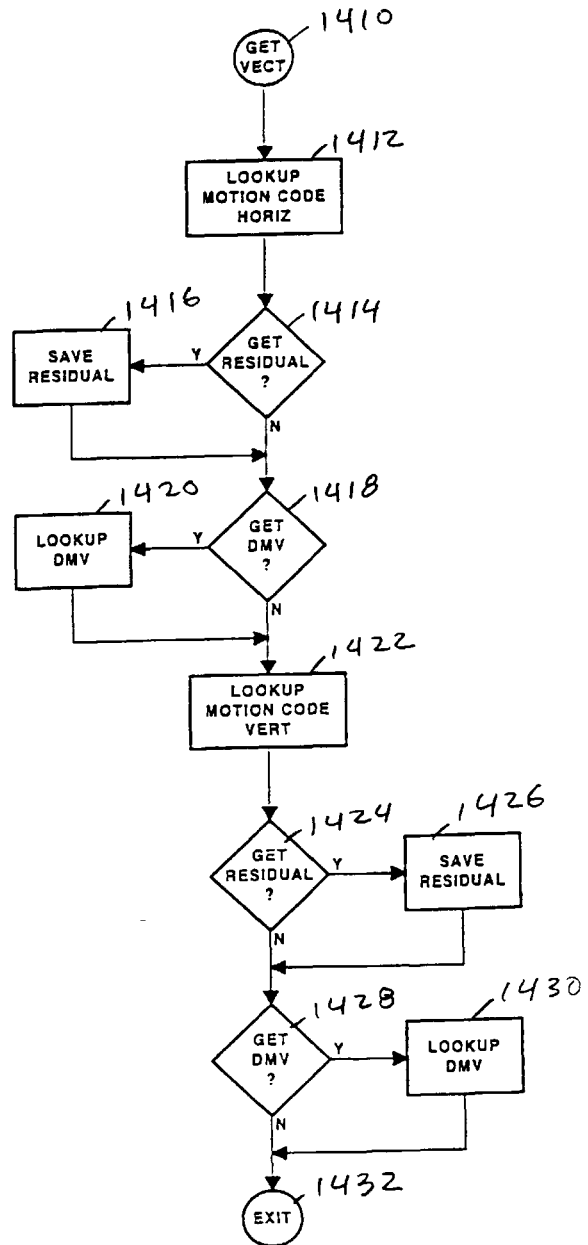 1410
GET
VECT
1412
LOOKUP
MOTION CODE
HORIZ
1416
1414
SAVE
RESIDUAL
Y
GET
RESIDUAL
?
N
1420
1418
LOOKUP
DMV
Y
GET
DMV
?
N
1422
LOOKUP
MOTION CODE
VERT
1424
1426
GET
RESIDUAL
?
Y
SAVE
RESIDUAL
N
1428
1430
GET
DMV
?
Y
LOOKUP
DMV
N
1432
EXIT